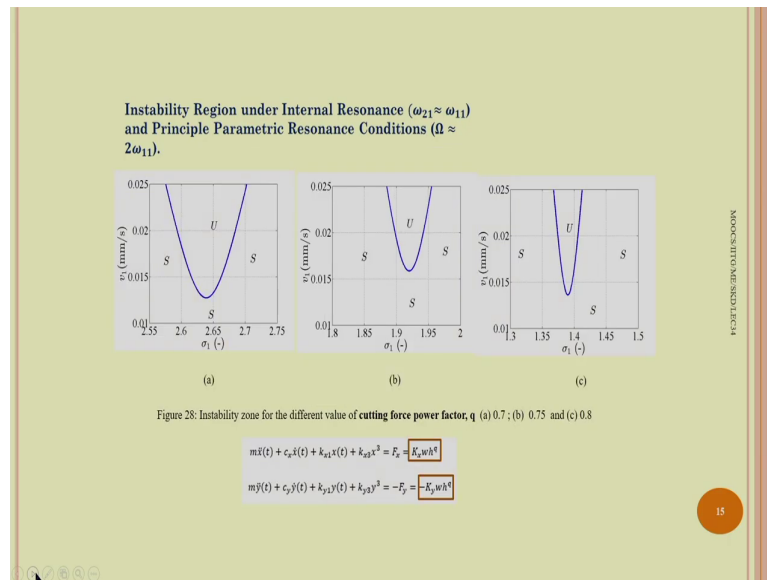 Instability Region under Internal Resonance (ω₂₁≈ ω₁₁)
and Principle Parametric Resonance Conditions (Ω ≈
2ω₁₁).
0.025
0.02
0.015
0.01
v₁ (mm/s)
U
S
S
S
2.55 2.6 2.65 2.7 2.75
σ₁ (-)
(a)
0.025
0.02
0.015
0.01
v₁ (mm/s)
U
S
S
S
1.8 1.85 1.9 1.95 2
σ₁ (-)
(b)
0.025
0.02
0.015
0.01
v₁ (mm/s)
U
S
S
S
1.3 1.35 1.4 1.45 1.5
σ₁ (-)
(c)
MOOCS/IITG/ME/SKD/LEC34
Figure 28: Instability zone for the different value of cutting force power factor, q (a) 0.7 ; (b) 0.75 and (c) 0.8
mẍ(t) + cₓẋ(t) + kₓ₁x(t) + kₓ₃x³ = Fₓ = Kₓwh^q
mÿ(t) + c_yẏ(t) + k_y1y(t) + k_y3y³ = −F_y = −K_ywh^q
15